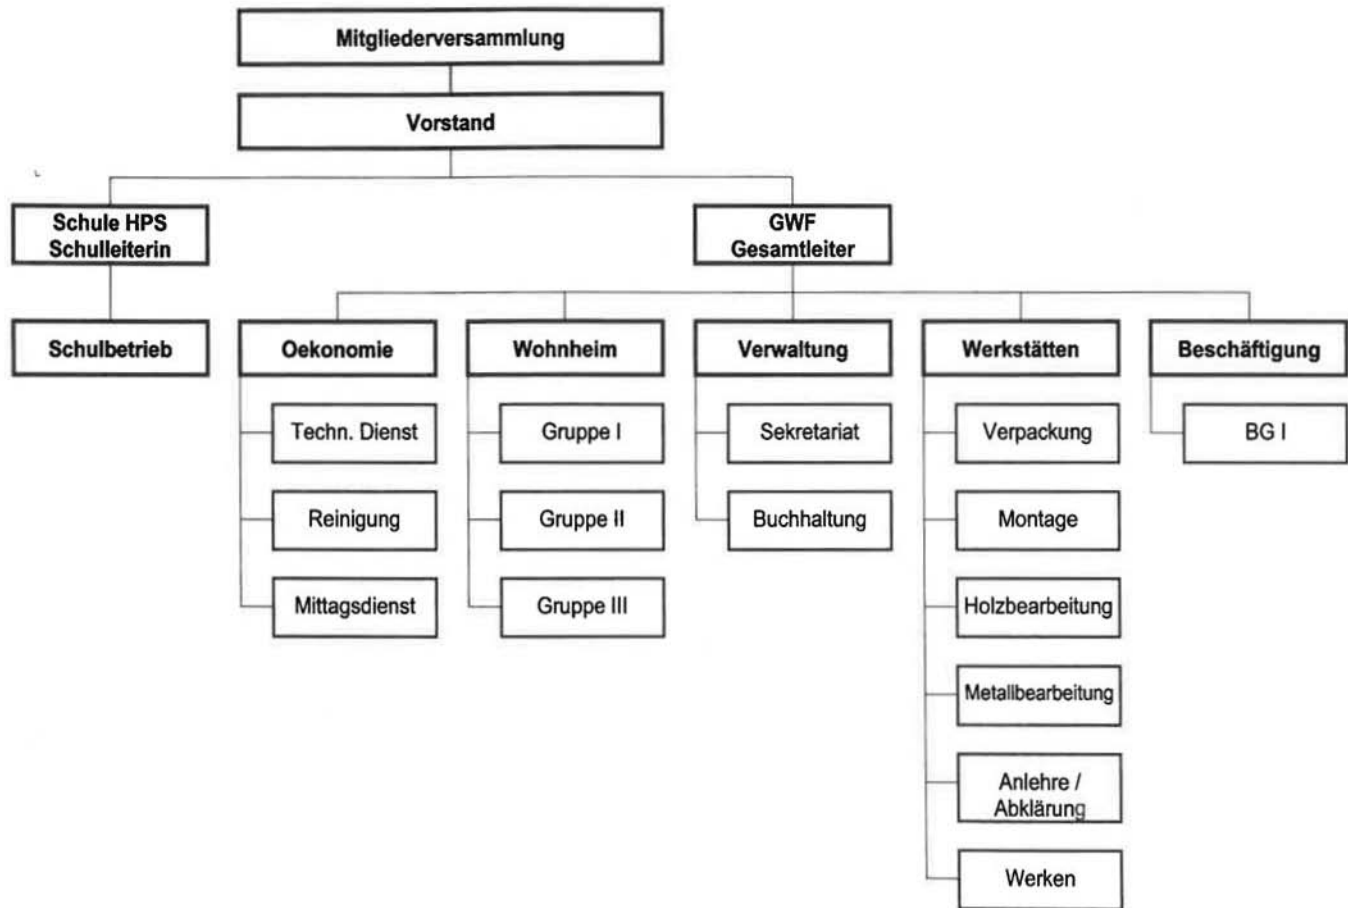 Mitgliederversammlung
Vorstand
Schule HPS
Schulleiterin
GWF
Gesamtleiter
Schulbetrieb
Oekonomie
Wohnheim
Verwaltung
Werkstätten
Beschäftigung
Techn. Dienst
Gruppe I
Sekretariat
Verpackung
BG I
Reinigung
Gruppe II
Buchhaltung
Montage
Mittagsdienst
Gruppe III
Holzbearbeitung
Metallbearbeitung
Anlehre /
Abklärung
Werken